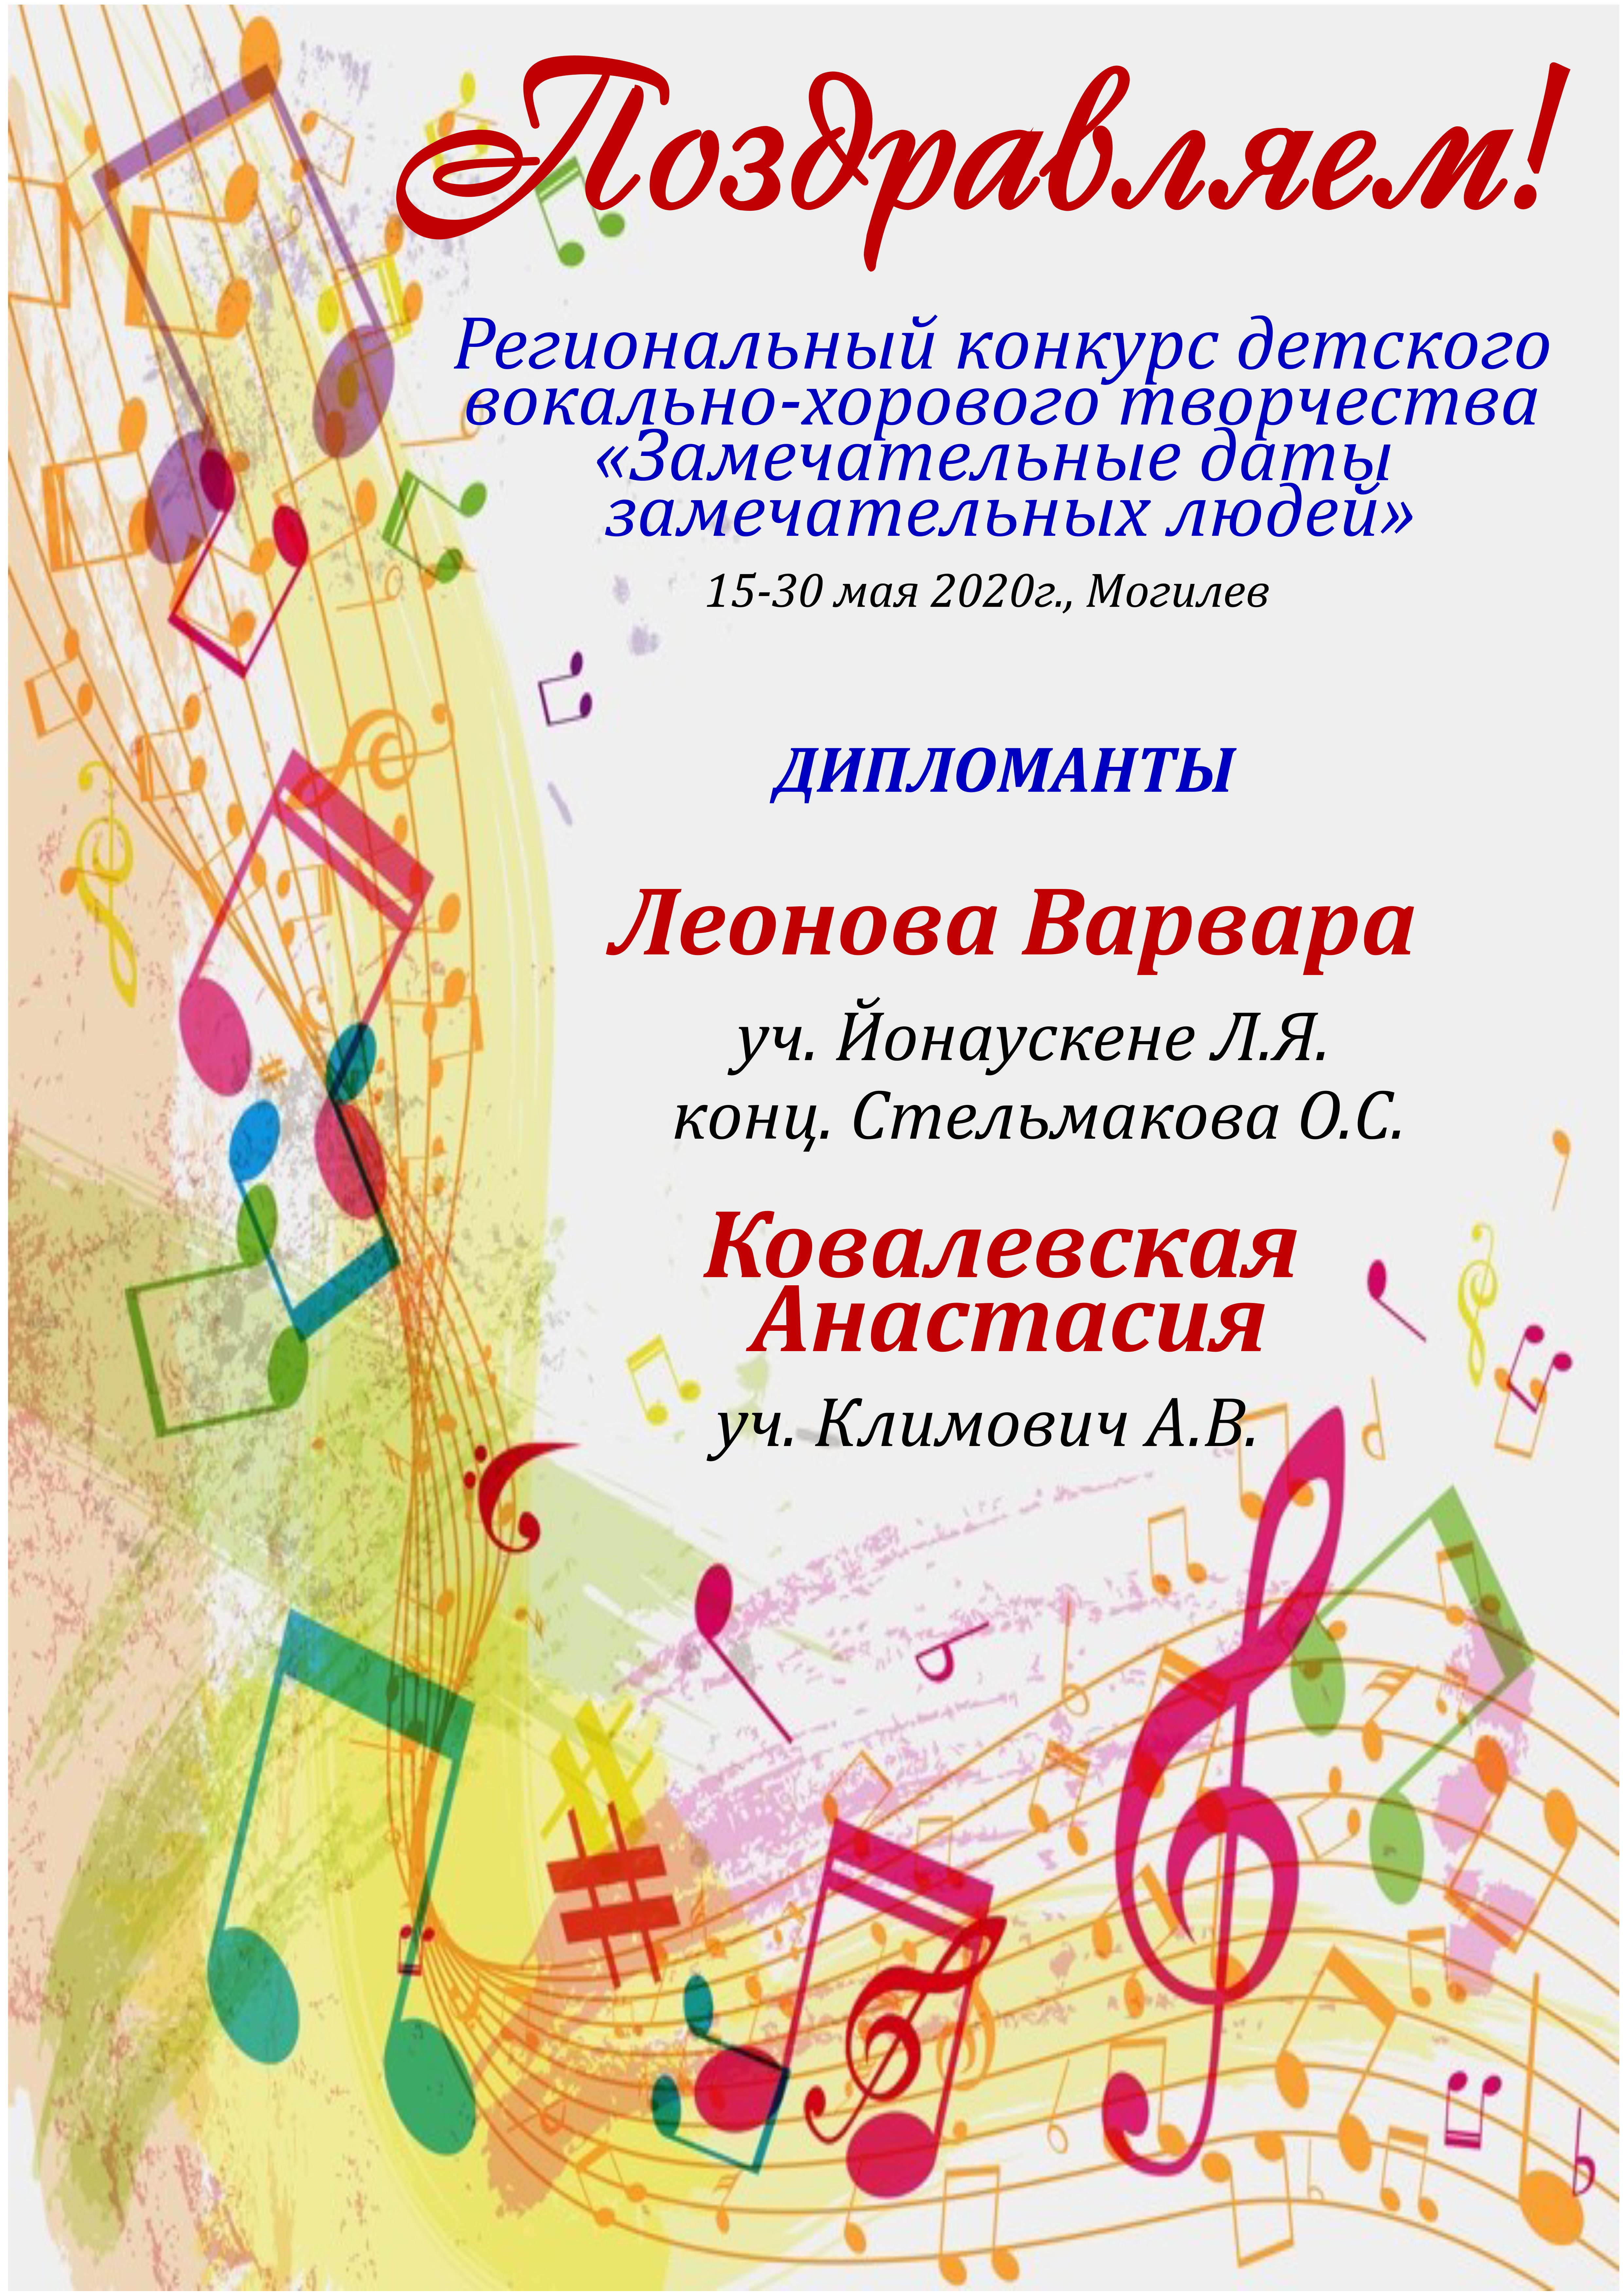 Поздравляем!
Региональный конкурс детского
вокально-хорового творчества
«Замечательные даты
замечательных людей»
15-30 мая 2020г., Могилев
ДИПЛОМАНТЫ
Леонова Варвара
уч. Йонаускене Л.Я.
конц. Стельмакова О.С.
Ковалевская
Анастасия
уч. Климович А.В.